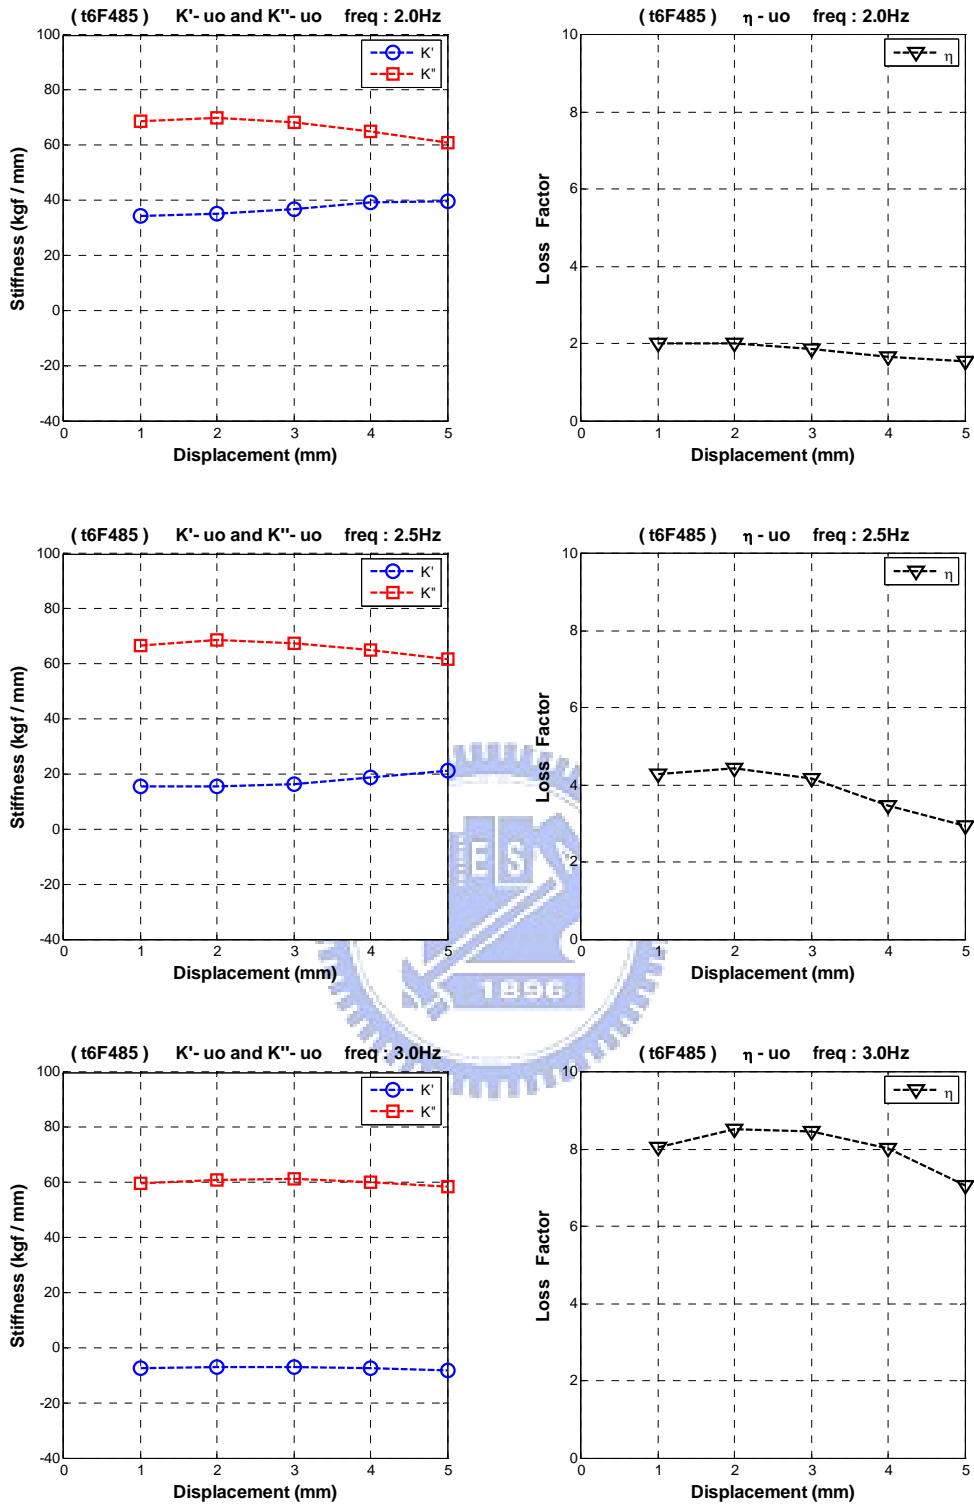 ( t6F485 ) K'- uo and K"- uo freq : 2.0Hz
100
80
60
40
20
0
-20
-40
0 1 2 3 4 5
Stiffness (kgf / mm)
Displacement (mm)
K'
K"
( t6F485 ) η - uo freq : 2.0Hz
10
8
6
4
2
0
0 1 2 3 4 5
Loss Factor
Displacement (mm)
η
( t6F485 ) K'- uo and K"- uo freq : 2.5Hz
100
80
60
40
20
0
-20
-40
0 1 2 3 4 5
Stiffness (kgf / mm)
Displacement (mm)
K'
K"
( t6F485 ) η - uo freq : 2.5Hz
10
8
6
4
2
0
0 1 2 3 4 5
Loss Factor
Displacement (mm)
η
E S
1896
( t6F485 ) K'- uo and K"- uo freq : 3.0Hz
100
80
60
40
20
0
-20
-40
0 1 2 3 4 5
Stiffness (kgf / mm)
Displacement (mm)
K'
K"
( t6F485 ) η - uo freq : 3.0Hz
10
8
6
4
2
0
0 1 2 3 4 5
Loss Factor
Displacement (mm)
η